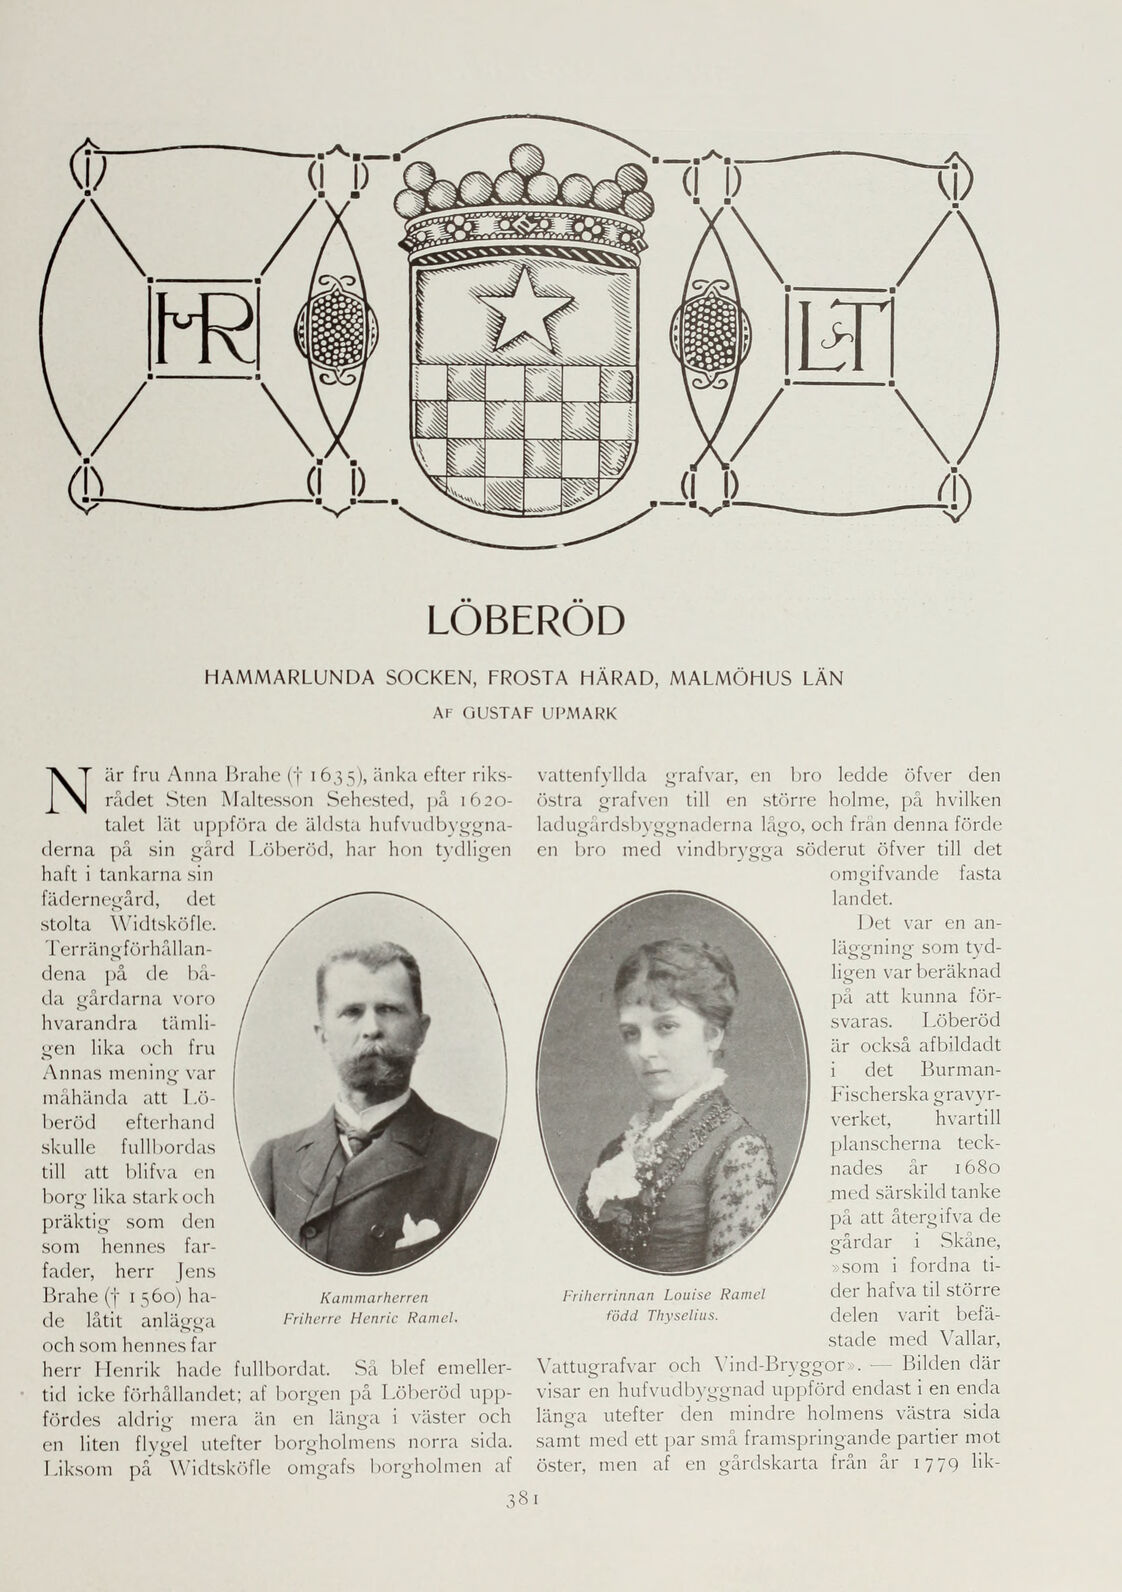 HR
LT
LÖBERÖD
HAMMARLUNDA SOCKEN, FROSTA HÄRAD, MALMÖHUS LÄN
AF GUSTAF UPMARK
När fru Anna Brahe († 1635), änka efter riks-
rådet Sten Maltesson Sehested, på 1620-
talet lät uppföra de äldsta hufvudbyggna-
derna på sin gård Löberöd, har hon tydligen
haft i tankarna sin
fädernegård, det
stolta Widtsköfle.
Terrängförhållan-
dena på de bå-
da gårdarna voro
hvarandra tämli-
gen lika och fru
Annas mening var
måhända att Lö-
beröd efterhand
skulle fullbordas
till att blifva en
borg lika stark och
präktig som den
som hennes far-
fader, herr Jens
Brahe († 1560) ha-
de låtit anlägga
och som hennes far
herr Henrik hade fullbordat. Så blef emeller-
tid icke förhållandet; af borgen på Löberöd upp-
fördes aldrig mera än en länga i väster och
en liten flygel utefter borgholmens norra sida.
Liksom på Widtsköfle omgafs borgholmen af
Kammarherren
Friherre Henric Ramel.
vattenfyllda grafvar, en bro ledde öfver den
östra grafven till en större holme, på hvilken
ladugårdsbyggnaderna lågo, och från denna förde
en bro med vindbrygga söderut öfver till det
omgifvande fasta
landet.
Det var en an-
läggning som tyd-
ligen var beräknad
på att kunna för-
svaras. Löberöd
är också afbildadt
i det Burman-
Fischerska gravyr-
verket, hvartill
planscherna teck-
nades år 1680
med särskild tanke
på att återgifva de
gårdar i Skåne,
»som i fordna ti-
der hafva til större
delen varit befä-
stade med Vallar,
Vattugrafvar och Vind-Bryggor». — Bilden där
visar en hufvudbyggnad uppförd endast i en enda
länga utefter den mindre holmens västra sida
samt med ett par små framspringande partier mot
öster, men af en gårdskarta från år 1779 lik-
Friherrinnan Louise Ramel
född Thyselius.
381